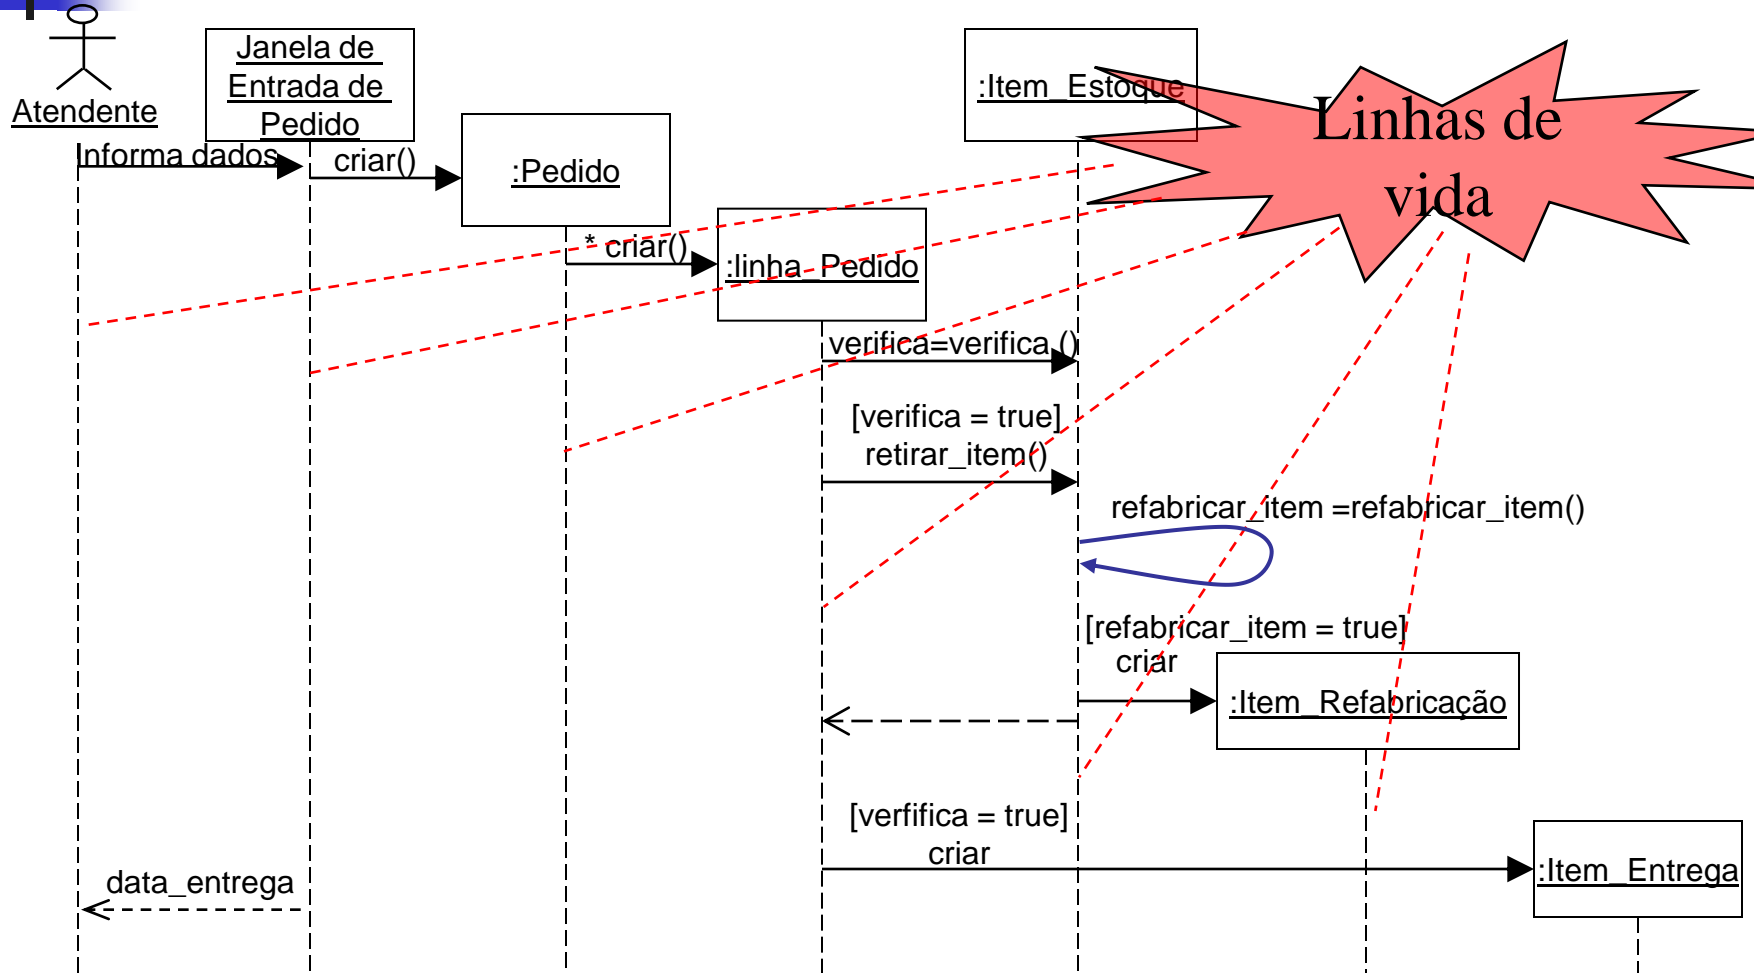 Atendente
Janela de
Entrada de
Pedido
:Item_Estoque
Linhas de
vida
Informa dados
criar()
:Pedido
* criar()
:linha_Pedido
verifica=verifica ()
[verifica = true]
retirar_item()
refabricar_item =refabricar_item()
[refabricar_item = true]
criar
:Item_Refabricação
[verfifica = true]
criar
:Item_Entrega
data_entrega